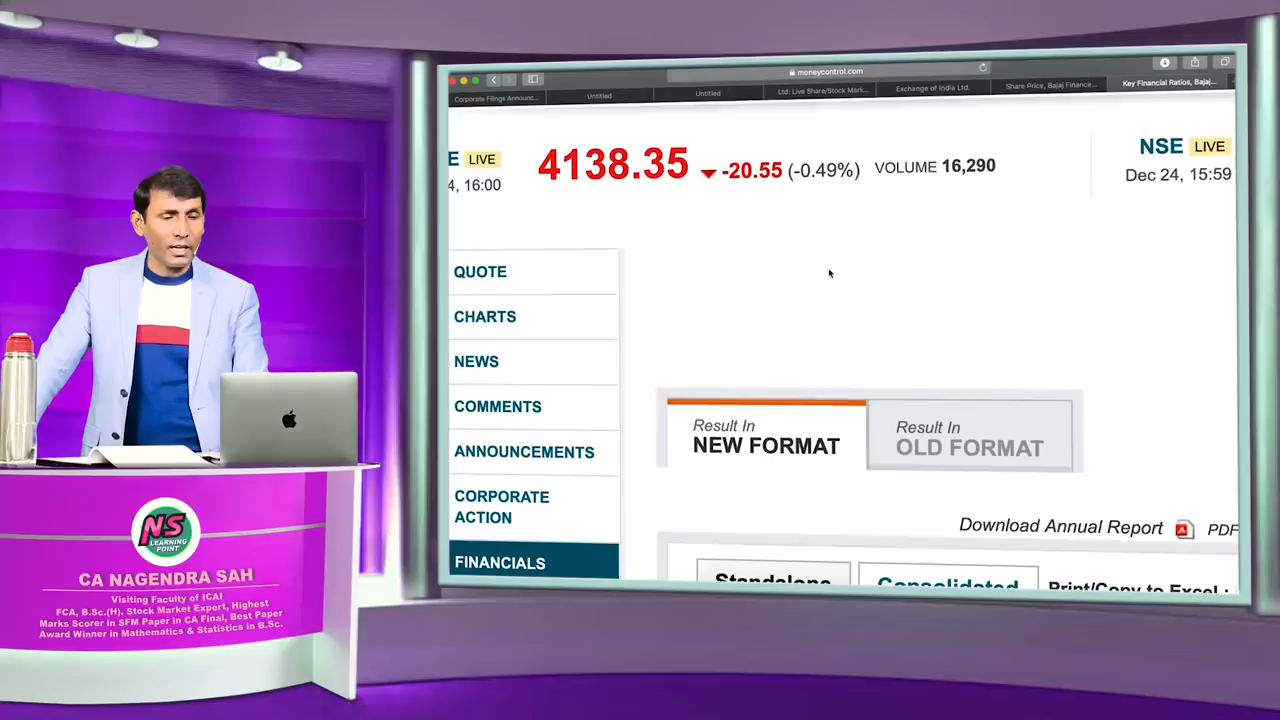 moneycontrol.com
Corporate Filings Announc...
Untitled
Untitled
Ltd: Live Share/Stock Mark...
Exchange of India Ltd.
Share Price, Bajaj Finance...
Key Financial Ratios, Bajaj...
E LIVE
4, 16:00
4138.35 -20.55 (-0.49%) VOLUME 16,290
NSE LIVE
Dec 24, 15:59
QUOTE
CHARTS
NEWS
COMMENTS
ANNOUNCEMENTS
CORPORATE
ACTION
FINANCIALS
Result In
NEW FORMAT
Result In
OLD FORMAT
Download Annual Report PDF
Standalone
Consolidated
Print/Copy to Excel :
NS
LEARNING
POINT
CA NAGENDRA SAH
Visiting Faculty of ICAI
FCA, B.Sc.(H). Stock Market Expert, Highest
Marks Scorer in SFM Paper in CA Final, Best Paper
Award Winner in Mathematics & Statistics in B.Sc.